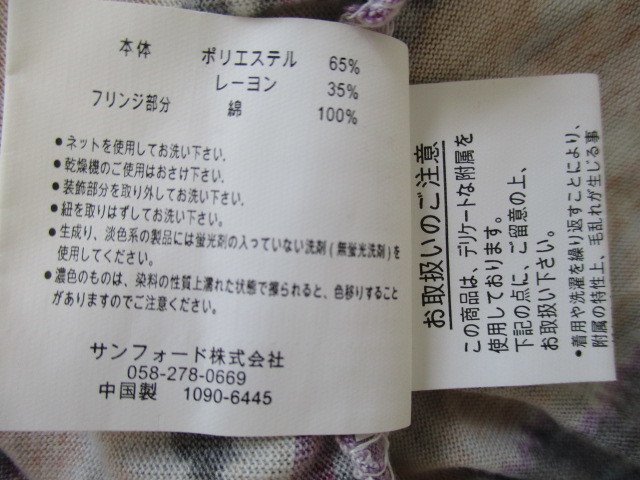 本体 ポリエステル 65%
レーヨン 35%
フリンジ部分 綿 100%
●ネットを使用してお洗い下さい。
●乾燥機のご使用はおさけ下さい。
●装飾部分を取り外してお洗い下さい。
●紐を取りはずしてお洗い下さい。
●生成り、淡色系の製品には蛍光剤の入っていない洗剤(無蛍光洗剤)を
使用してください。
●濃色のものは、染料の性質上濡れた状態で擦られると、色移りすること
がありますのでご注意ください。
サンフォード株式会社
058-278-0669
中国製 1090-6445
お取扱いのご注意
この商品は、デリケートな附属を
使用しております。
下記の点に、ご留意の上、
お取扱い下さい。
●着用や洗濯を繰り返すことにより、
附属の特性上、毛乱れが生じる事